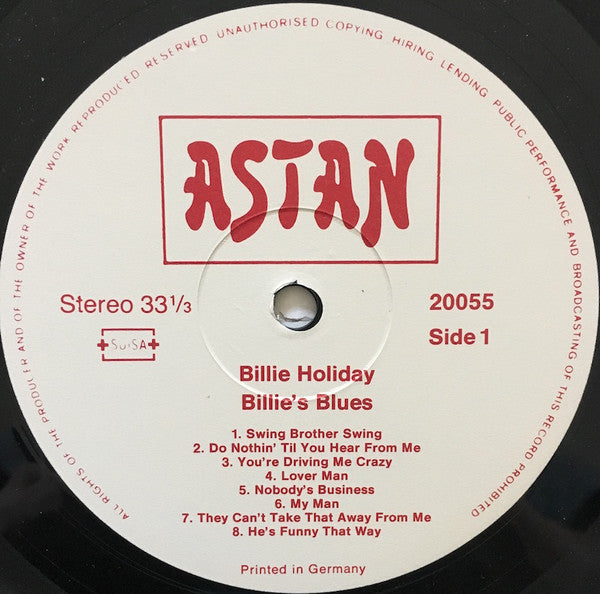 ALL RIGHTS OF THE PRODUCER AND OF THE OWNER OF THE WORK REPRODUCED RESERVED UNAUTHORISED COPYING HIRING LENDING PUBLIC PERFORMANCE AND BROADCASTING OF THIS RECORD PROHIBITED
ASTAN
Stereo 33 1/3
20055
SUISA
Side 1
Billie Holiday
Billie's Blues
1. Swing Brother Swing
2. Do Nothin' Til You Hear From Me
3. You're Driving Me Crazy
4. Lover Man
5. Nobody's Business
6. My Man
7. They Can't Take That Away From Me
8. He's Funny That Way
Printed in Germany